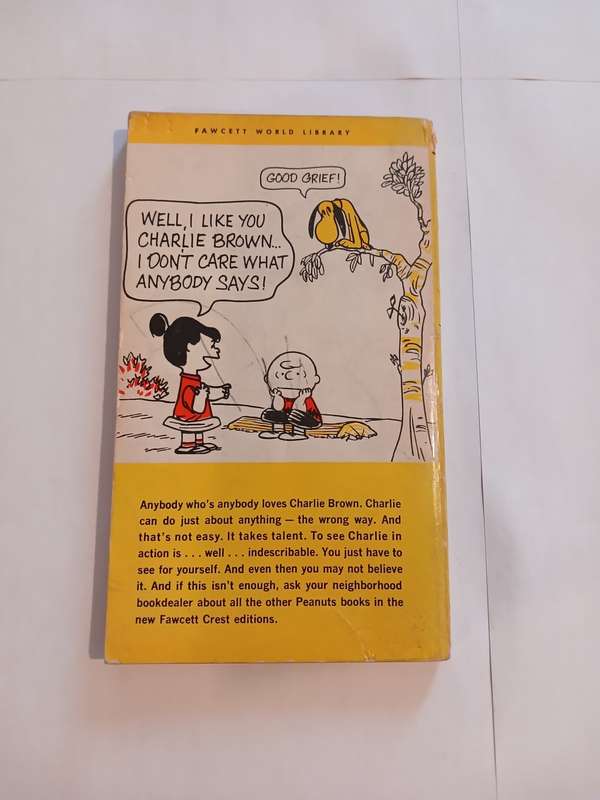 FAWCETT WORLD LIBRARY
GOOD GRIEF!
WELL, I LIKE YOU
CHARLIE BROWN...
I DON'T CARE WHAT
ANYBODY SAYS!
Anybody who's anybody loves Charlie Brown. Charlie
can do just about anything — the wrong way. And
that's not easy. It takes talent. To see Charlie in
action is . . . well . . . indescribable. You just have to
see for yourself. And even then you may not believe
it. And if this isn't enough, ask your neighborhood
bookdealer about all the other Peanuts books in the
new Fawcett Crest editions.